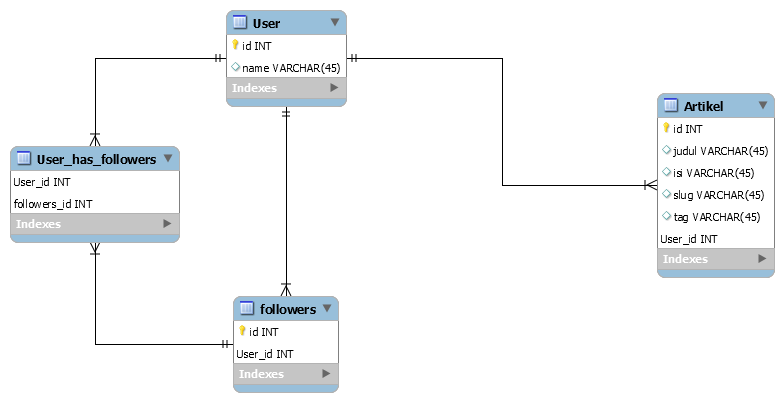 User
id INT
name VARCHAR(45)
Indexes
User_has_followers
User_id INT
followers_id INT
Indexes
followers
id INT
User_id INT
Indexes
Artikel
id INT
judul VARCHAR(45)
isi VARCHAR(45)
slug VARCHAR(45)
tag VARCHAR(45)
User_id INT
Indexes